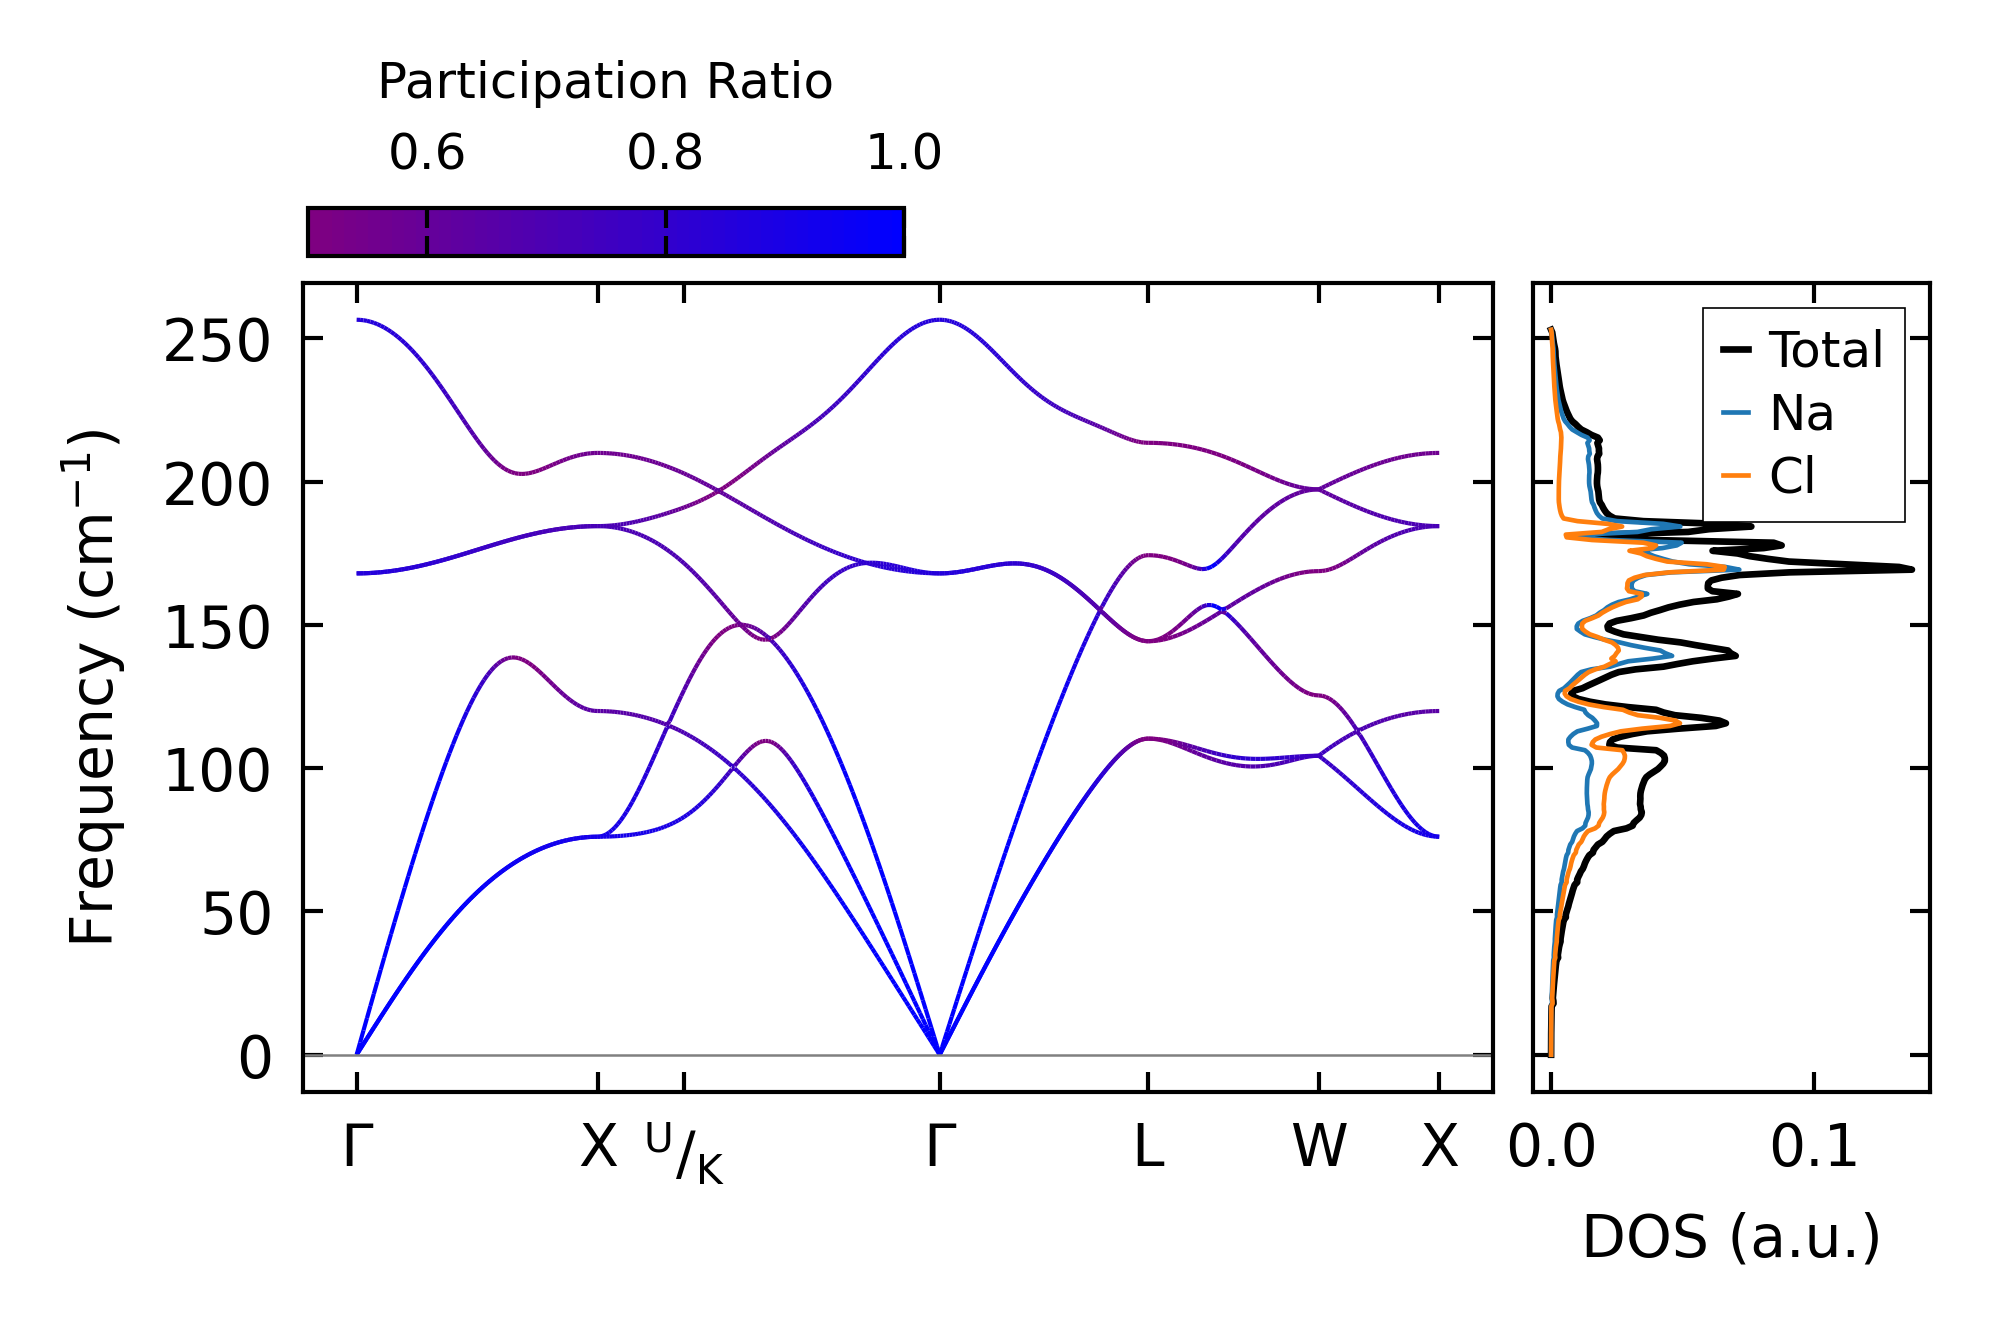 Participation Ratio
0.6 0.8 1.0
Frequency (cm⁻¹)
250
200
150
100
50
0
Γ X U/K Γ L W X
Total
Na
Cl
0.0 0.1
DOS (a.u.)